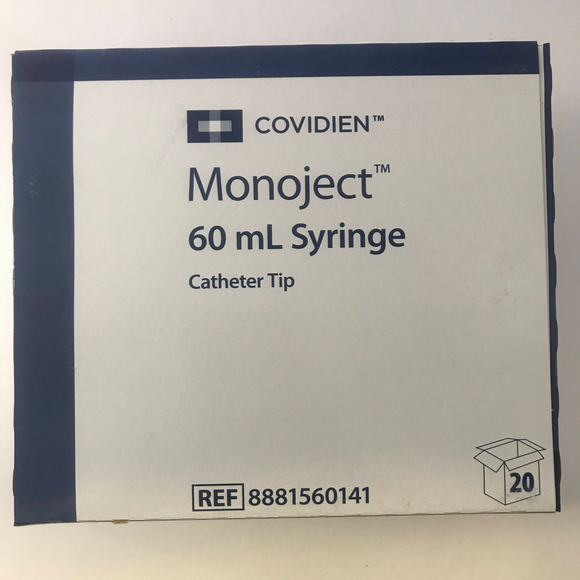 COVIDIEN™
Monoject™
60 mL Syringe
Catheter Tip
REF 8881560141
20